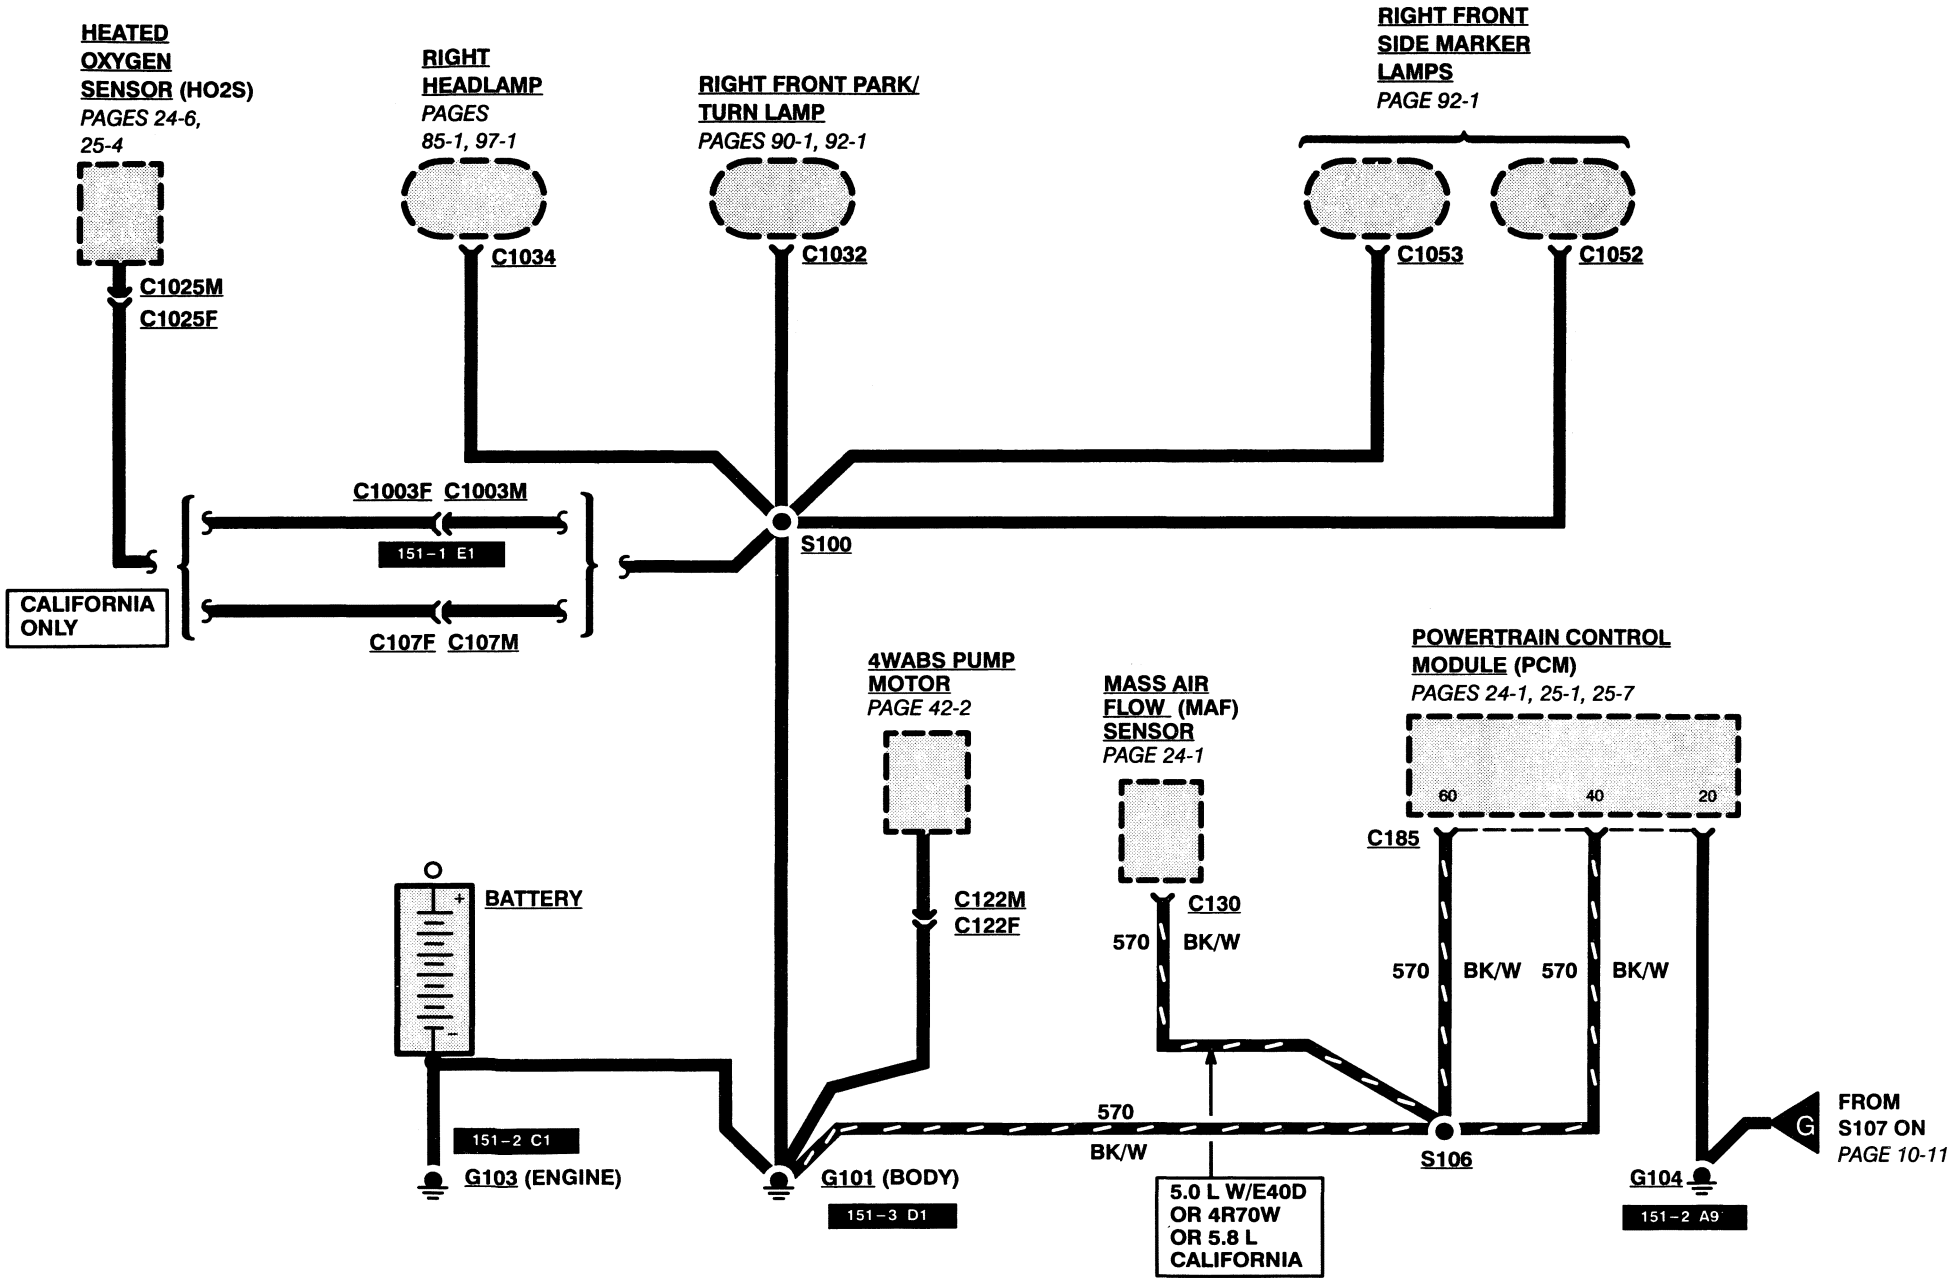 HEATED
OXYGEN
SENSOR (HO2S)
PAGES 24-6,
25-4
RIGHT
HEADLAMP
PAGES
85-1, 97-1
RIGHT FRONT PARK/
TURN LAMP
PAGES 90-1, 92-1
RIGHT FRONT
SIDE MARKER
LAMPS
PAGE 92-1
C1025M
C1025F
C1034
C1032
C1053
C1052
C1003F C1003M
151-1 E1
C107F C107M
CALIFORNIA
ONLY
S100
4WABS PUMP
MOTOR
PAGE 42-2
MASS AIR
FLOW (MAF)
SENSOR
PAGE 24-1
POWERTRAIN CONTROL
MODULE (PCM)
PAGES 24-1, 25-1, 25-7
60 40 20
C185
BATTERY
+
−
C122M
C122F
C130
570 BK/W
570 BK/W
570 BK/W
570
BK/W
S106
151-2 C1
G103 (ENGINE)
G101 (BODY)
151-3 D1
5.0 L W/E40D
OR 4R70W
OR 5.8 L
CALIFORNIA
G104
151-2 A9
G
FROM
S107 ON
PAGE 10-11